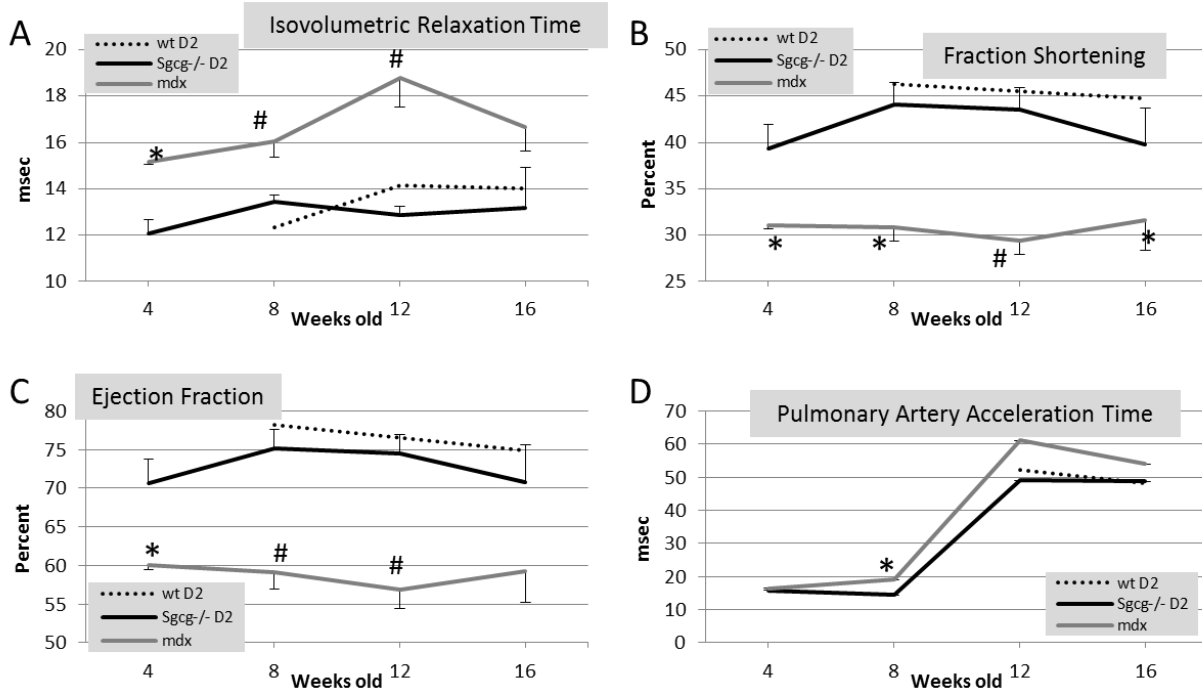 A
Isovolumetric Relaxation Time
wt D2
Sgcg-/- D2
mdx
20
18
16
14
12
10
msec
*
#
#
4
8
12
16
Weeks old
B
Fraction Shortening
wt D2
Sgcg-/- D2
mdx
50
45
40
35
30
25
Percent
*
*
#
*
4
8
12
16
Weeks old
C
Ejection Fraction
80
75
70
65
60
55
50
Percent
*
#
#
wt D2
Sgcg-/- D2
mdx
4
8
12
16
Weeks old
D
Pulmonary Artery Acceleration Time
70
60
50
40
30
20
10
0
msec
*
wt D2
Sgcg-/- D2
mdx
4
8
12
16
Weeks old